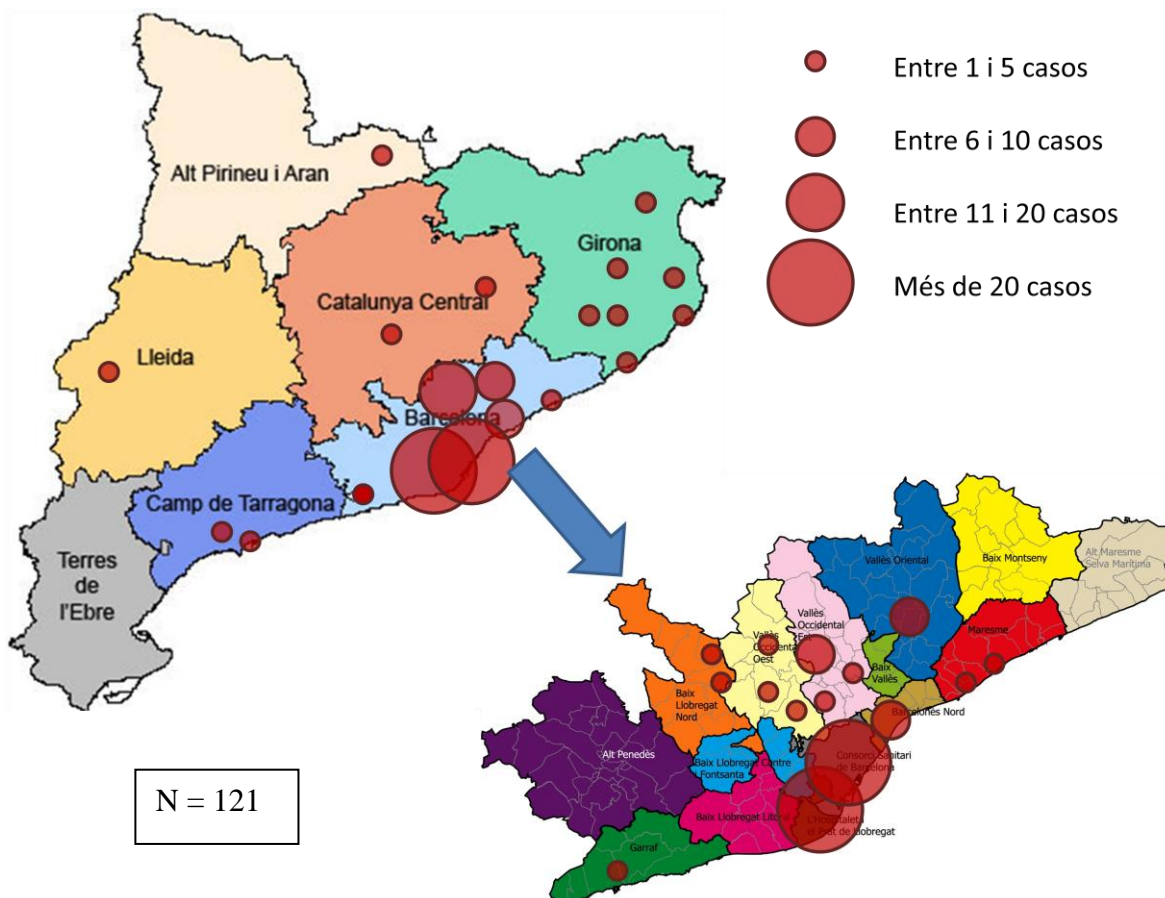 Entre 1 i 5 casos
Entre 6 i 10 casos
Entre 11 i 20 casos
Més de 20 casos
Alt Pirineu i Aran
Girona
Catalunya Central
Lleida
Barcelona
Camp de Tarragona
Terres
de
l'Ebre
N = 121
Vallès Oriental
Baix Montseny
Alt Maresme
Selva Marítima
Vallès
Occidental
Est
Maresme
Vallès
Occidental
Oest
Baix
Vallès
Baix
Llobregat
Nord
Barcelonès Nord
Alt Penedès
Baix Llobregat Centre
i Fontsanta
Consorci Sanitari
de Barcelona
Baix Llobregat Litoral
L'Hospitalet i
el Prat de Llobregat
Garraf